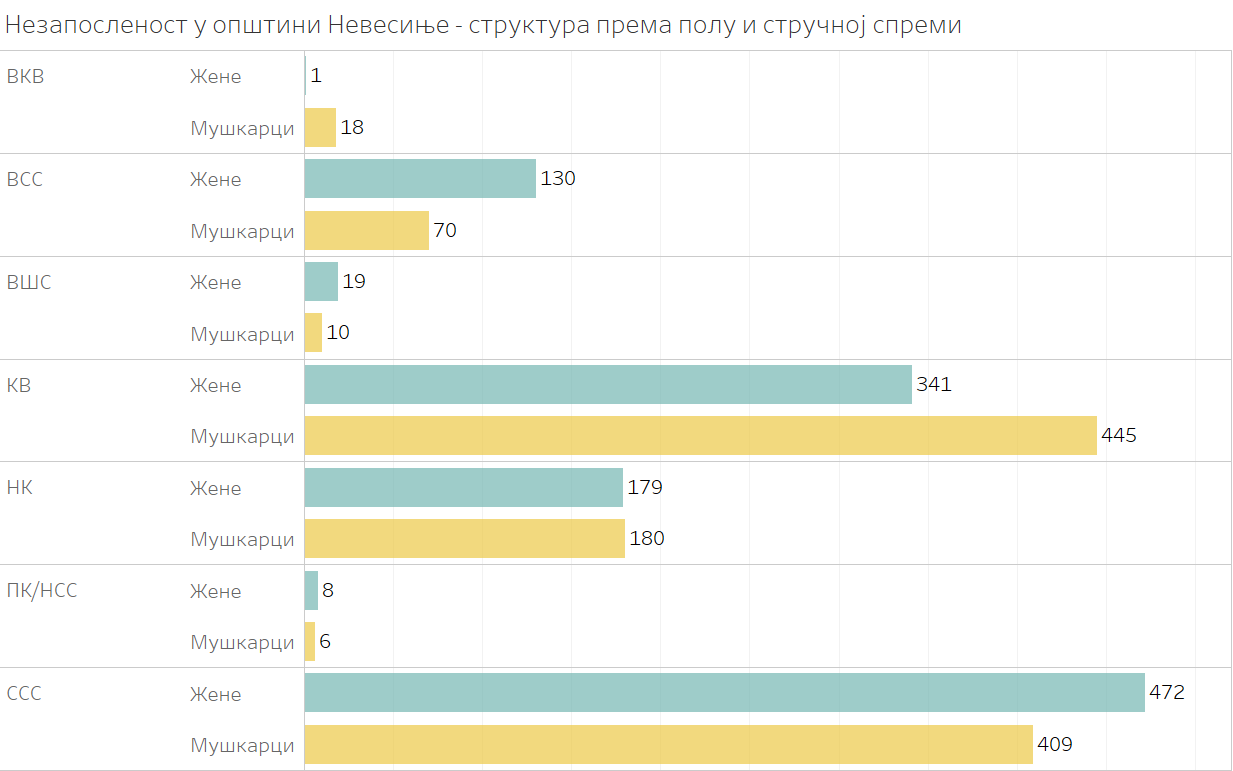 Незапосленост у општини Невесиње - структура према полу и стручној спреми
ВКВ Жене 1
Мушкарци 18
ВСС Жене 130
Мушкарци 70
ВШС Жене 19
Мушкарци 10
КВ Жене 341
Мушкарци 445
НК Жене 179
Мушкарци 180
ПК/НСС Жене 8
Мушкарци 6
ССС Жене 472
Мушкарци 409